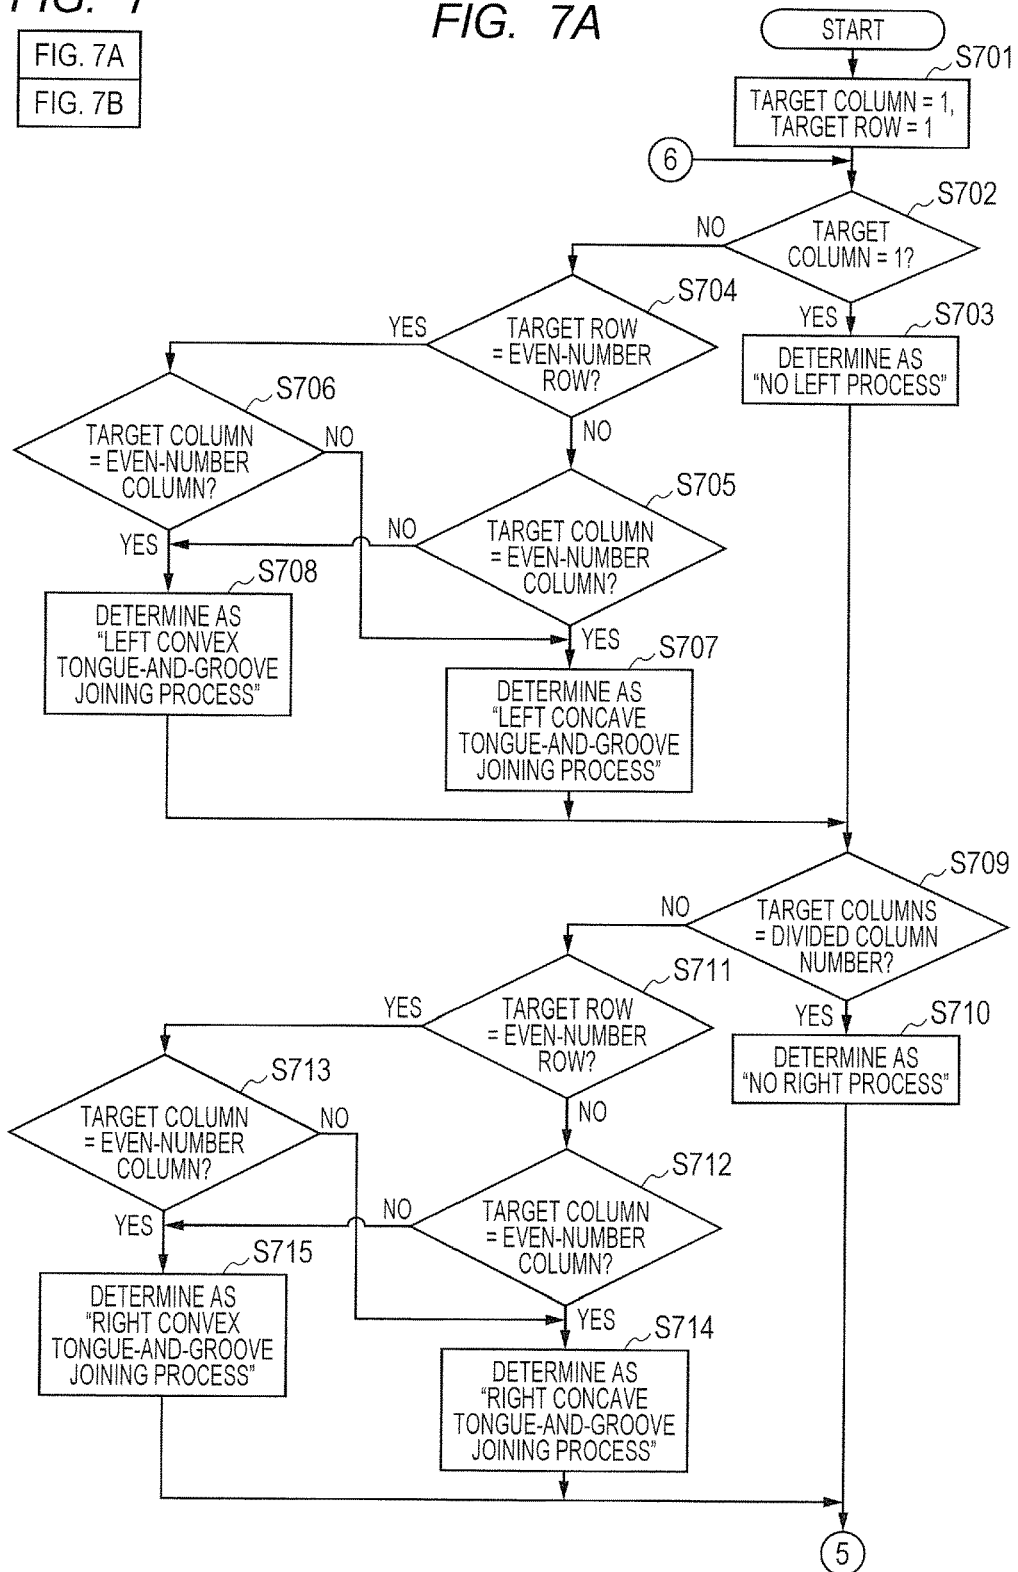 FIG. 7
FIG. 7A
FIG. 7A
FIG. 7B
START
S701
TARGET COLUMN = 1,
TARGET ROW = 1
6
S702
TARGET
COLUMN = 1?
NO
YES
S703
DETERMINE AS
“NO LEFT PROCESS”
S704
TARGET ROW
= EVEN-NUMBER
ROW?
YES
NO
S706
TARGET COLUMN
= EVEN-NUMBER
COLUMN?
NO
YES
S705
TARGET COLUMN
= EVEN-NUMBER
COLUMN?
NO
YES
S708
DETERMINE AS
“LEFT CONVEX
TONGUE-AND-GROOVE
JOINING PROCESS”
S707
DETERMINE AS
“LEFT CONCAVE
TONGUE-AND-GROOVE
JOINING PROCESS”
S709
TARGET COLUMNS
= DIVIDED COLUMN
NUMBER?
NO
YES
S710
DETERMINE AS
“NO RIGHT PROCESS”
S711
TARGET ROW
= EVEN-NUMBER
ROW?
YES
NO
S713
TARGET COLUMN
= EVEN-NUMBER
COLUMN?
NO
YES
S712
TARGET COLUMN
= EVEN-NUMBER
COLUMN?
NO
YES
S715
DETERMINE AS
“RIGHT CONVEX
TONGUE-AND-GROOVE
JOINING PROCESS”
S714
DETERMINE AS
“RIGHT CONCAVE
TONGUE-AND-GROOVE
JOINING PROCESS”
5